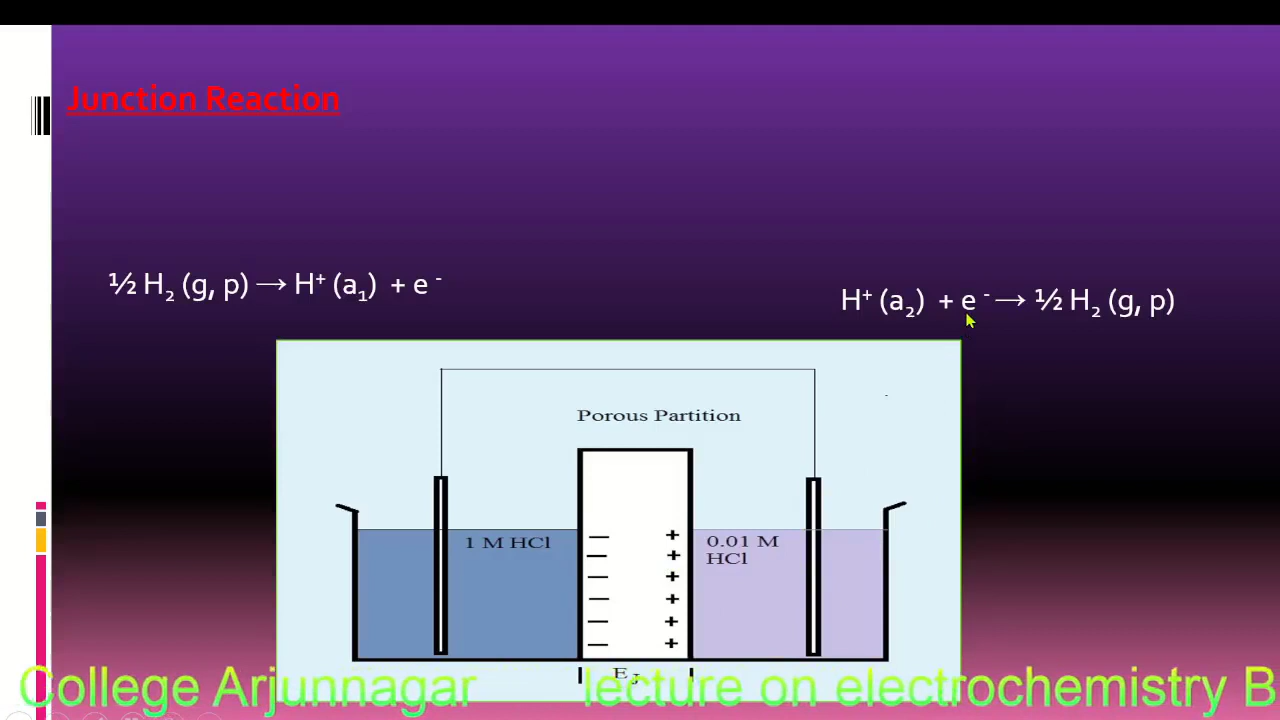 Junction Reaction
½ H₂ (g, p) → H⁺ (a₁) + e⁻
H⁺ (a₂) + e⁻ → ½ H₂ (g, p)
Porous Partition
1 M HCl
0.01 M
HCl
— +
— +
— +
— +
— +
— +
E_J
College Arjunnagar lecture on electrochemistry B